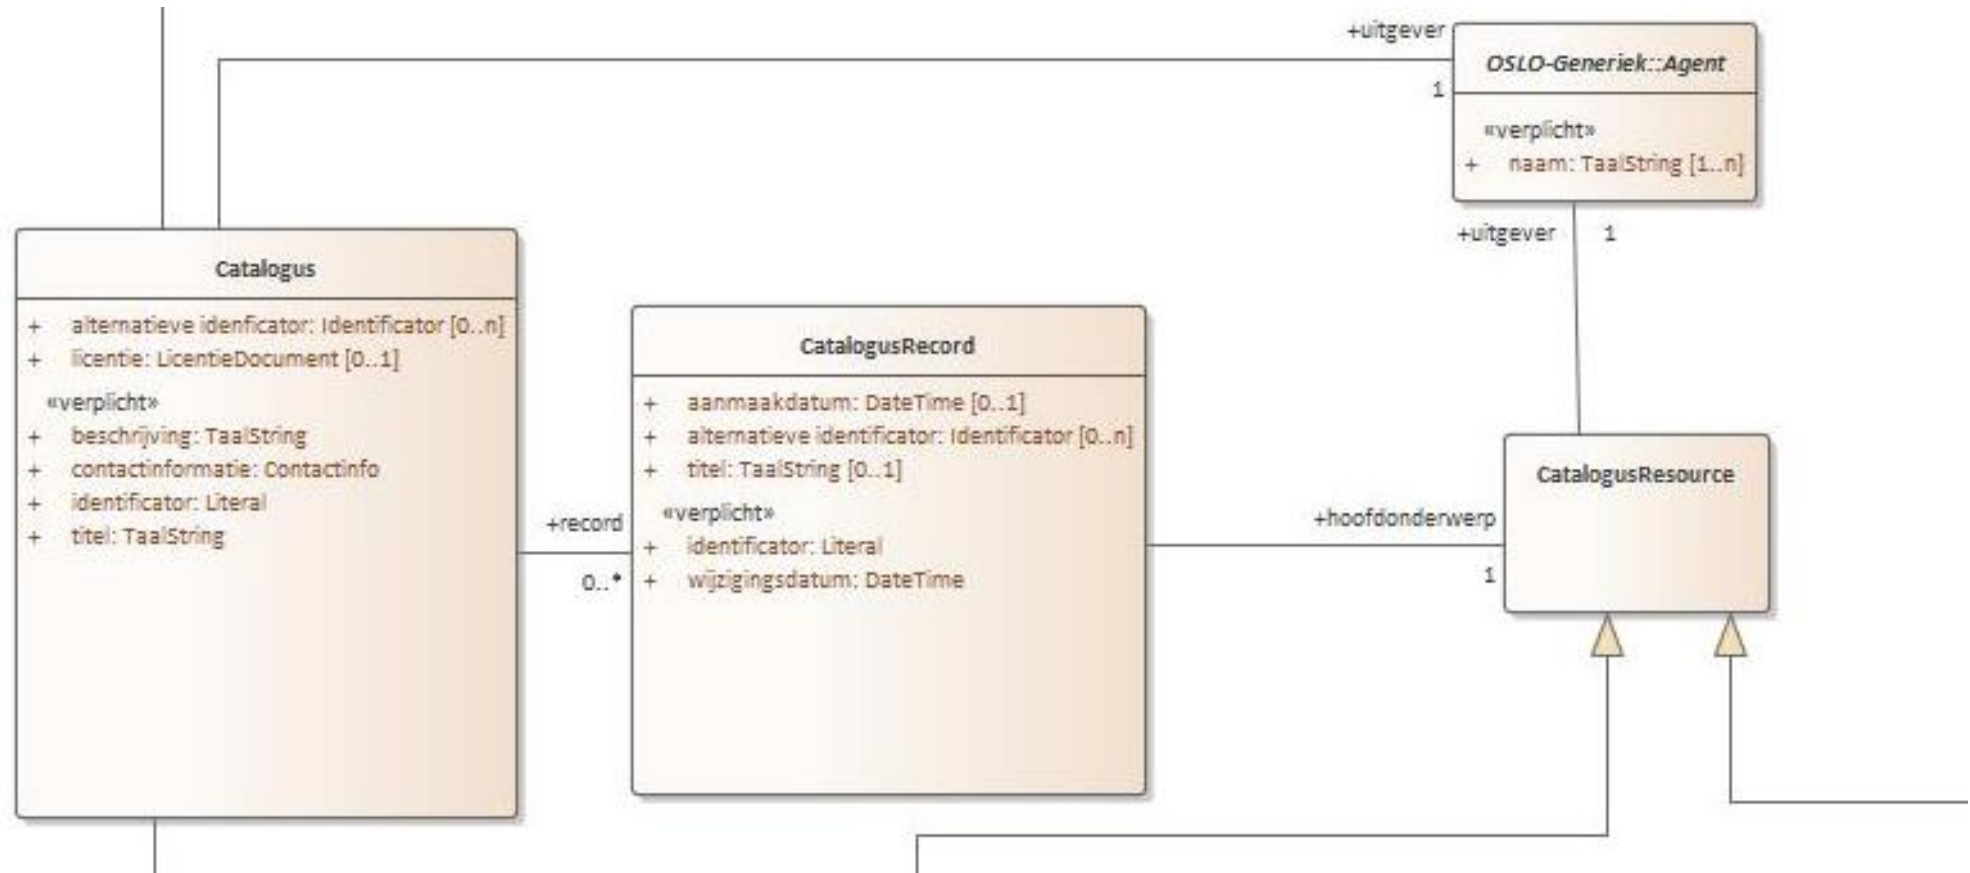 +uitgever
1
OSLO-Generiek::Agent
«verplicht»
+ naam: TaalString [1..n]
+uitgever 1
Catalogus
+ alternatieve idenficator: Identificator [0..n]
+ licentie: LicentieDocument [0..1]
«verplicht»
+ beschrijving: TaalString
+ contactinformatie: ContactInfo
+ identificator: Literal
+ titel: TaalString
+record
0..*
CatalogusRecord
+ aanmaakdatum: DateTime [0..1]
+ alternatieve identificator: Identificator [0..n]
+ titel: TaalString [0..1]
«verplicht»
+ identificator: Literal
+ wijzigingsdatum: DateTime
+hoofdonderwerp
1
CatalogusResource